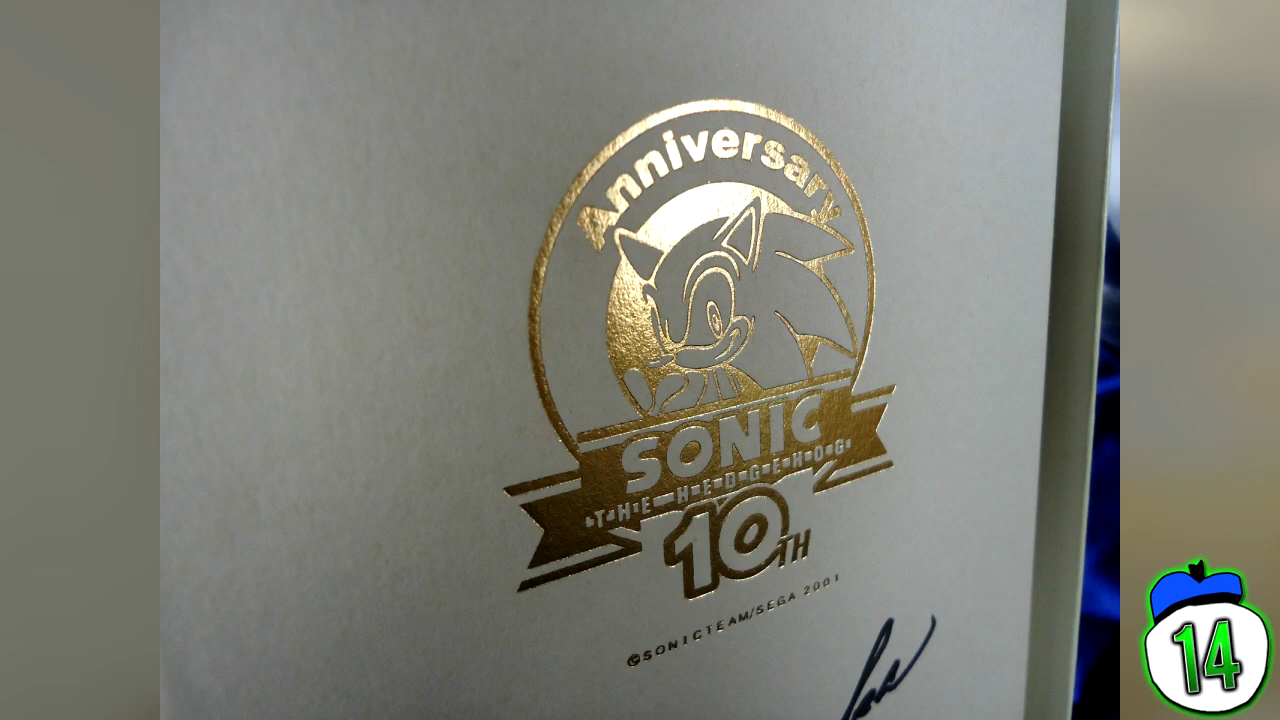 Anniversary
SONIC
THE HEDGEHOG
10TH
©SONICTEAM/SEGA 2001
14